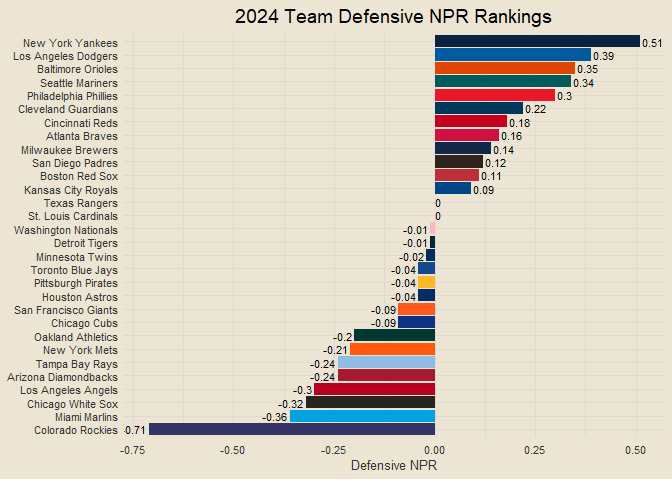 2024 Team Defensive NPR Rankings
New York Yankees 0.51
Los Angeles Dodgers 0.39
Baltimore Orioles 0.35
Seattle Mariners 0.34
Philadelphia Phillies 0.3
Cleveland Guardians 0.22
Cincinnati Reds 0.18
Atlanta Braves 0.16
Milwaukee Brewers 0.14
San Diego Padres 0.12
Boston Red Sox 0.11
Kansas City Royals 0.09
Texas Rangers 0
St. Louis Cardinals 0
Washington Nationals -0.01
Detroit Tigers -0.01
Minnesota Twins -0.02
Toronto Blue Jays -0.04
Pittsburgh Pirates -0.04
Houston Astros -0.04
San Francisco Giants -0.09
Chicago Cubs -0.09
Oakland Athletics -0.2
New York Mets -0.21
Tampa Bay Rays -0.24
Arizona Diamondbacks -0.24
Los Angeles Angels -0.3
Chicago White Sox -0.32
Miami Marlins -0.36
Colorado Rockies -0.71
-0.75 -0.50 -0.25 0.00 0.25 0.50
Defensive NPR